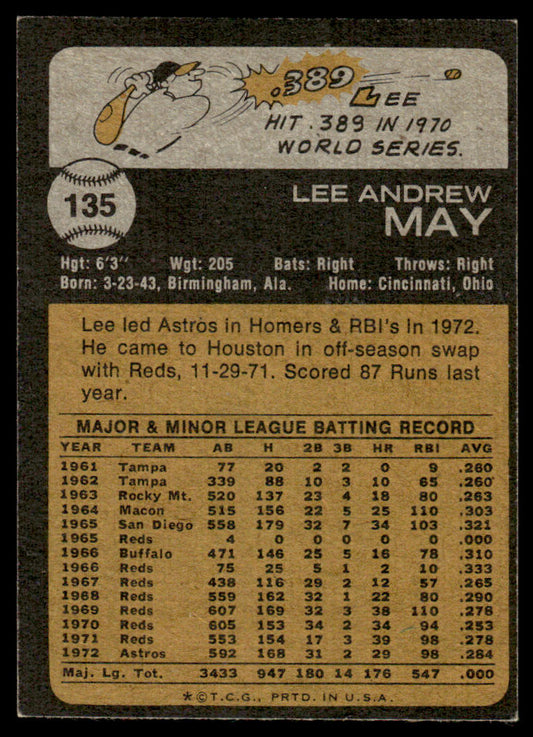 .389
LEE
HIT .389 IN 1970
WORLD SERIES.
135
LEE ANDREW
MAY
Hgt: 6'3" Wgt: 205 Bats: Right Throws: Right
Born: 3-23-43, Birmingham, Ala. Home: Cincinnati, Ohio
Lee led Astros in Homers & RBI's in 1972.
He came to Houston in off-season swap
with Reds, 11-29-71. Scored 87 Runs last
year.
MAJOR & MINOR LEAGUE BATTING RECORD
YEAR TEAM AB H 2B 3B HR RBI AVG
1961 Tampa 77 20 2 2 0 9 .260
1962 Tampa 339 88 10 3 10 65 .260
1963 Rocky Mt. 520 137 23 4 18 80 .263
1964 Macon 515 156 22 5 25 110 .303
1965 San Diego 558 179 32 7 34 103 .321
1965 Reds 4 0 0 0 0 0 .000
1966 Buffalo 471 146 25 5 16 78 .310
1966 Reds 75 25 5 1 2 10 .333
1967 Reds 438 116 29 2 12 57 .265
1968 Reds 559 162 32 1 22 80 .290
1969 Reds 607 169 32 3 38 110 .278
1970 Reds 605 153 34 2 34 94 .253
1971 Reds 553 154 17 3 39 98 .278
1972 Astros 592 168 31 2 29 98 .284
Maj. Lg. Tot. 3433 947 180 14 176 547 .000
*©T.C.G., PRTD. IN U.S.A.